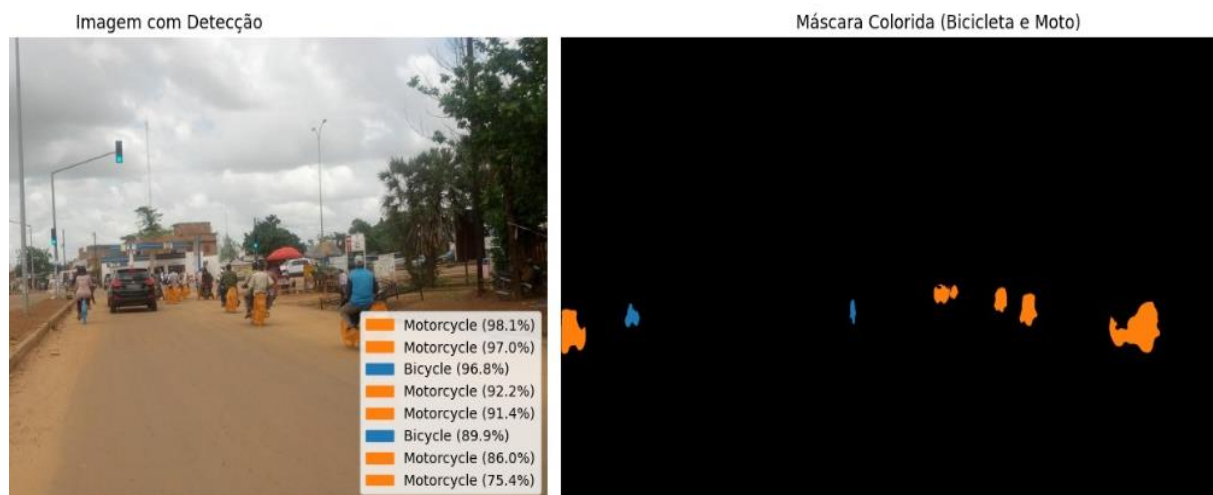 Imagem com Detecção
Máscara Colorida (Bicicleta e Moto)
Motorcycle (98.1%)
Motorcycle (97.0%)
Bicycle (96.8%)
Motorcycle (92.2%)
Motorcycle (91.4%)
Bicycle (89.9%)
Motorcycle (86.0%)
Motorcycle (75.4%)